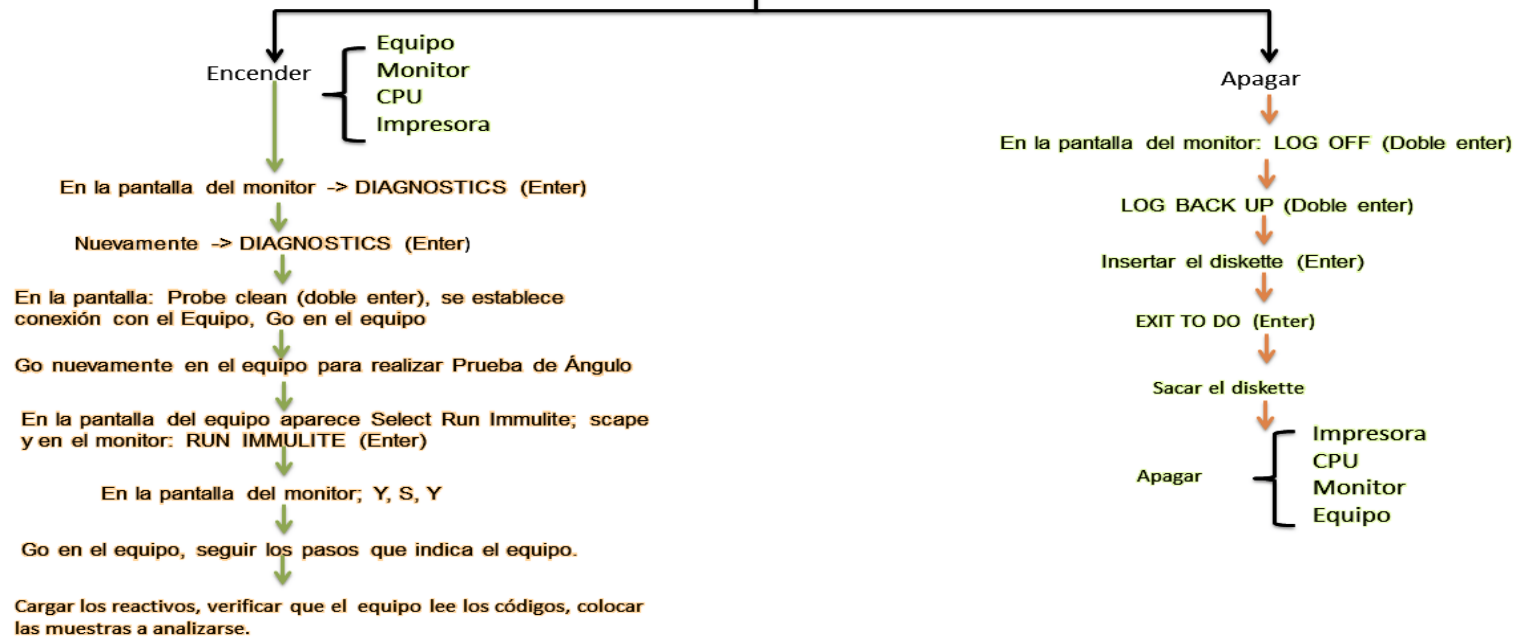 Encender
Equipo
Monitor
CPU
Impresora
En la pantalla del monitor -> DIAGNOSTICS (Enter)
Nuevamente -> DIAGNOSTICS (Enter)
En la pantalla: Probe clean (doble enter), se establece
conexión con el Equipo, Go en el equipo
Go nuevamente en el equipo para realizar Prueba de Ángulo
En la pantalla del equipo aparece Select Run Immulite; scape
y en el monitor: RUN IMMULITE (Enter)
En la pantalla del monitor; Y, S, Y
Go en el equipo, seguir los pasos que indica el equipo.
Cargar los reactivos, verificar que el equipo lee los códigos, colocar
las muestras a analizarse.
Apagar
En la pantalla del monitor: LOG OFF (Doble enter)
LOG BACK UP (Doble enter)
Insertar el diskette (Enter)
EXIT TO DO (Enter)
Sacar el diskette
Apagar
Impresora
CPU
Monitor
Equipo